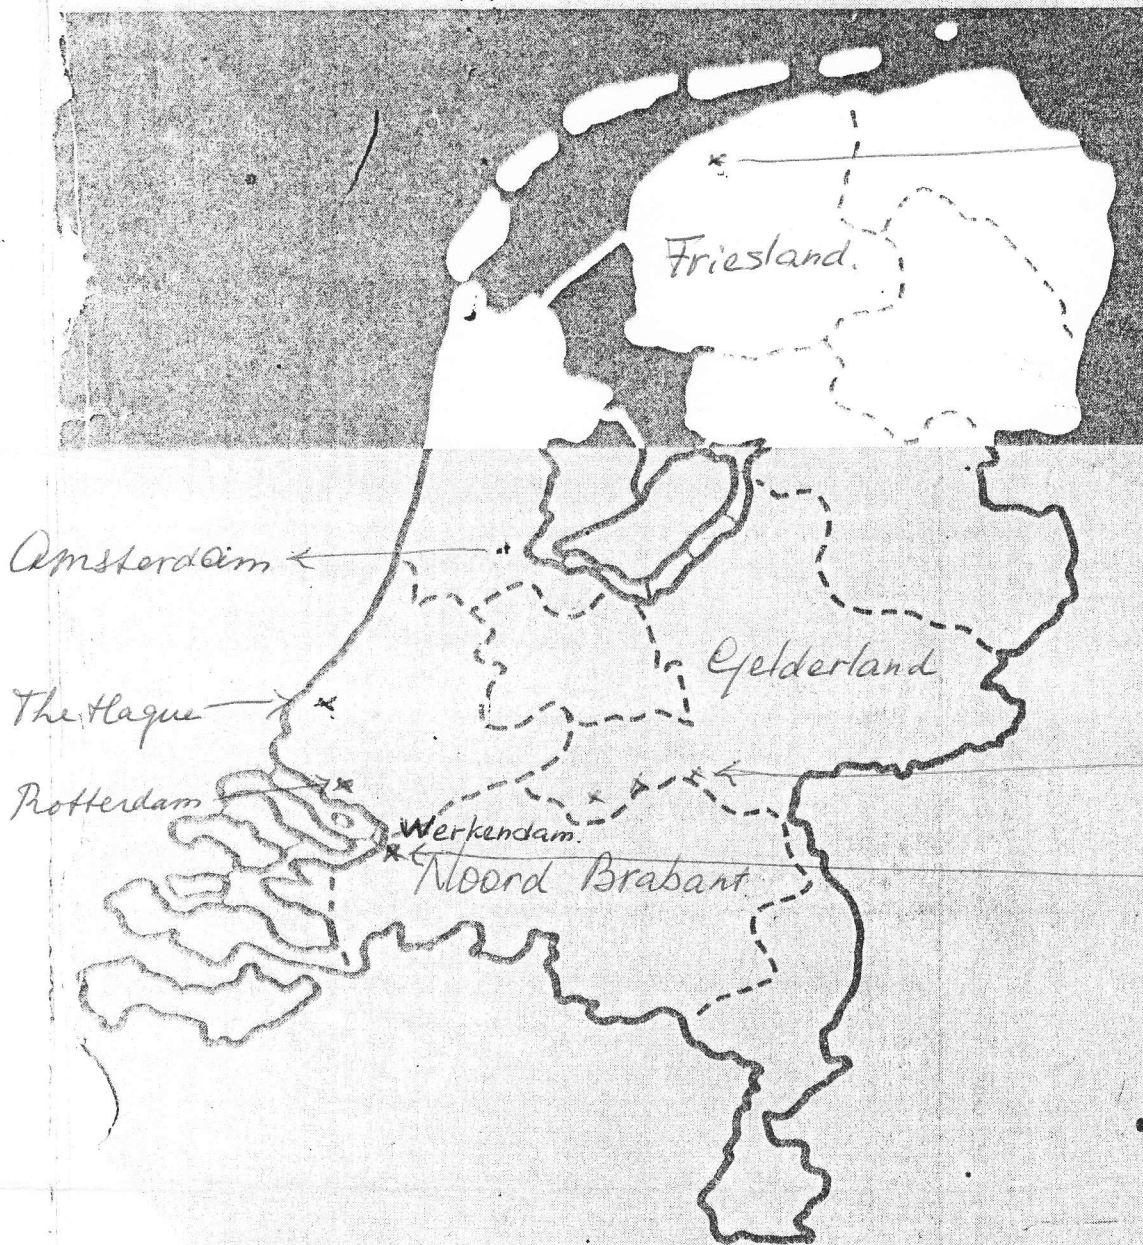 Friesland.
Amsterdam
Gelderland
The Hague
Rotterdam
Werkendam.
Noord Brabant